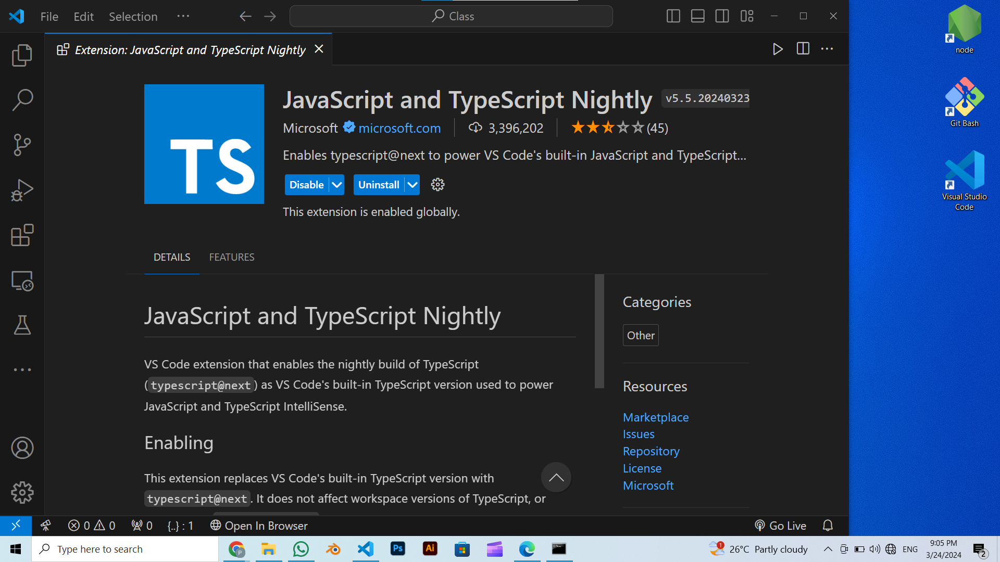 File Edit Selection ···
Class
Extension: JavaScript and TypeScript Nightly
TS
JavaScript and TypeScript Nightly v5.5.20240323
Microsoft microsoft.com 3,396,202 (45)
Enables typescript@next to power VS Code's built-in JavaScript and TypeScript...
Disable Uninstall
This extension is enabled globally.
DETAILS FEATURES
JavaScript and TypeScript Nightly
VS Code extension that enables the nightly build of TypeScript
(typescript@next) as VS Code's built-in TypeScript version used to power
JavaScript and TypeScript IntelliSense.
Enabling
This extension replaces VS Code's built-in TypeScript version with
typescript@next. It does not affect workspace versions of TypeScript, or
Categories
Other
Resources
Marketplace
Issues
Repository
License
Microsoft
0 0 0 {..} : 1 Open In Browser Go Live
node
Git Bash
Visual Studio
Code
Type here to search
P
Ps
Ai
1
26°C Partly cloudy
ENG
9:05 PM
3/24/2024
2